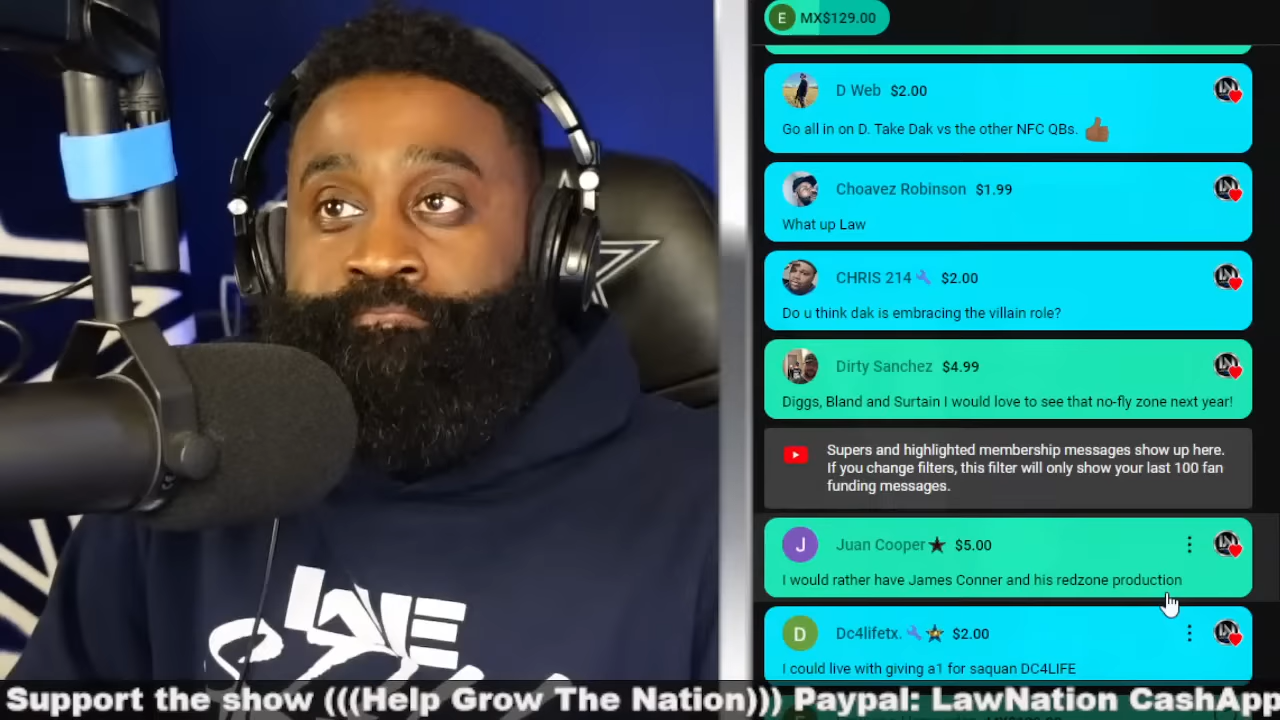 E MX$129.00
D Web $2.00
Go all in on D. Take Dak vs the other NFC QBs.
Choavez Robinson $1.99
What up Law
CHRIS 214 $2.00
Do u think dak is embracing the villain role?
Dirty Sanchez $4.99
Diggs, Bland and Surtain I would love to see that no-fly zone next year!
Supers and highlighted membership messages show up here.
If you change filters, this filter will only show your last 100 fan
funding messages.
J Juan Cooper $5.00
I would rather have James Conner and his redzone production
D Dc4lifetx. $2.00
I could live with giving a1 for saquan DC4LIFE
Support the show (((Help Grow The Nation))) Paypal: LawNation CashApp